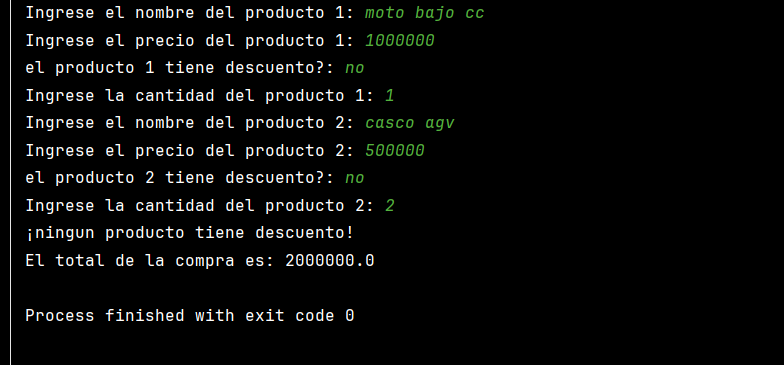 Ingrese el nombre del producto 1: moto bajo cc
Ingrese el precio del producto 1: 1000000
el producto 1 tiene descuento?: no
Ingrese la cantidad del producto 1: 1
Ingrese el nombre del producto 2: casco agv
Ingrese el precio del producto 2: 500000
el producto 2 tiene descuento?: no
Ingrese la cantidad del producto 2: 2
¡ningun producto tiene descuento!
El total de la compra es: 2000000.0
Process finished with exit code 0